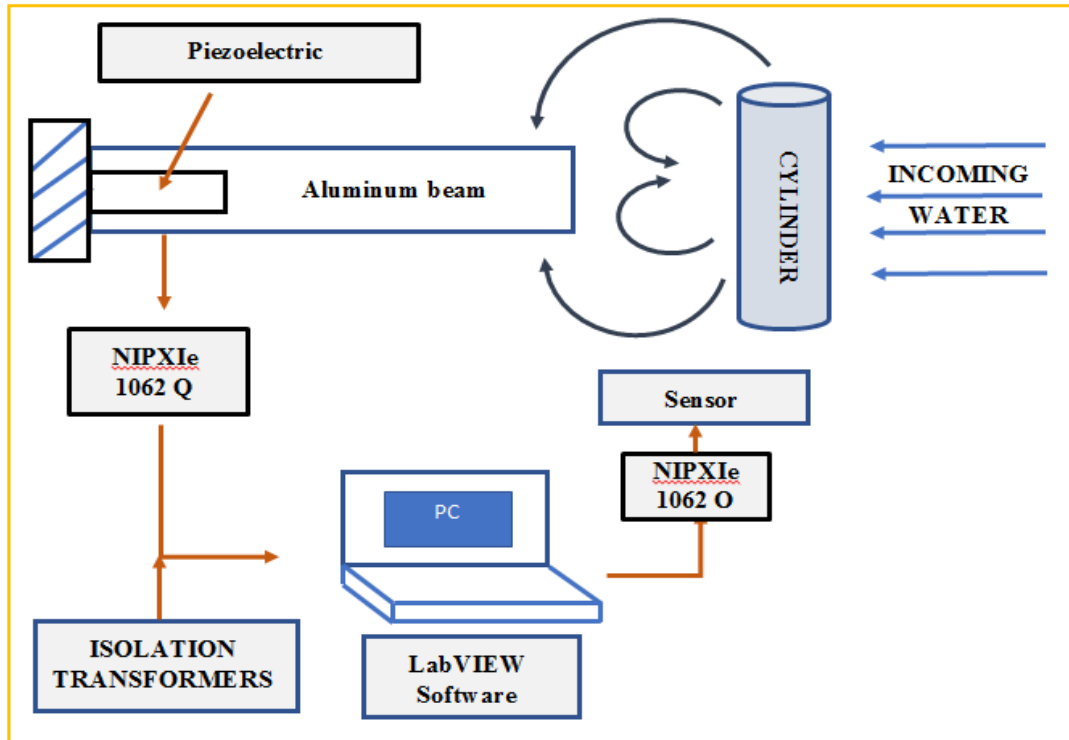 Piezoelectric
CYLINDER
INCOMING
WATER
Aluminum beam
NIPXIe
1062 Q
Sensor
NIPXIe
1062 O
PC
ISOLATION
TRANSFORMERS
LabVIEW
Software